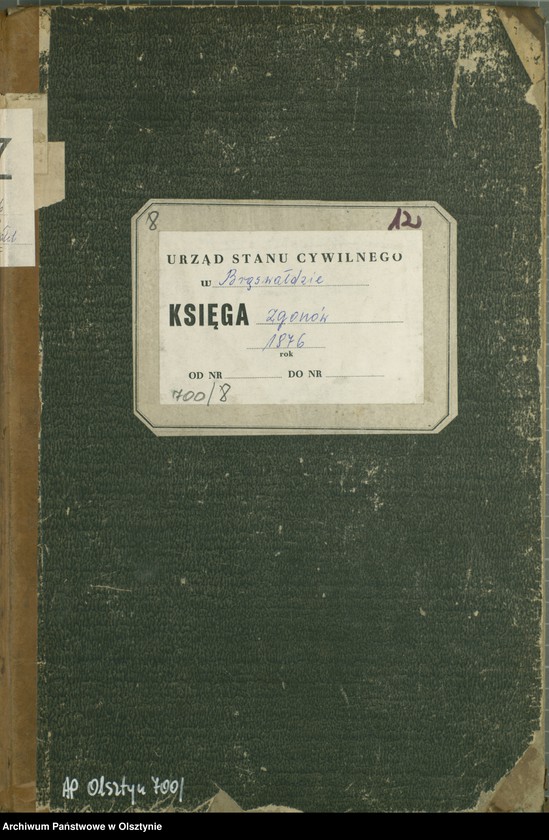 8 12
URZĄD STANU CYWILNEGO
w Brąswałdzie
KSIĘGA zgonów
1876
rok
OD NR DO NR
700/8
AP Olsztyn 700/
Archiwum Państwowe w Olsztynie